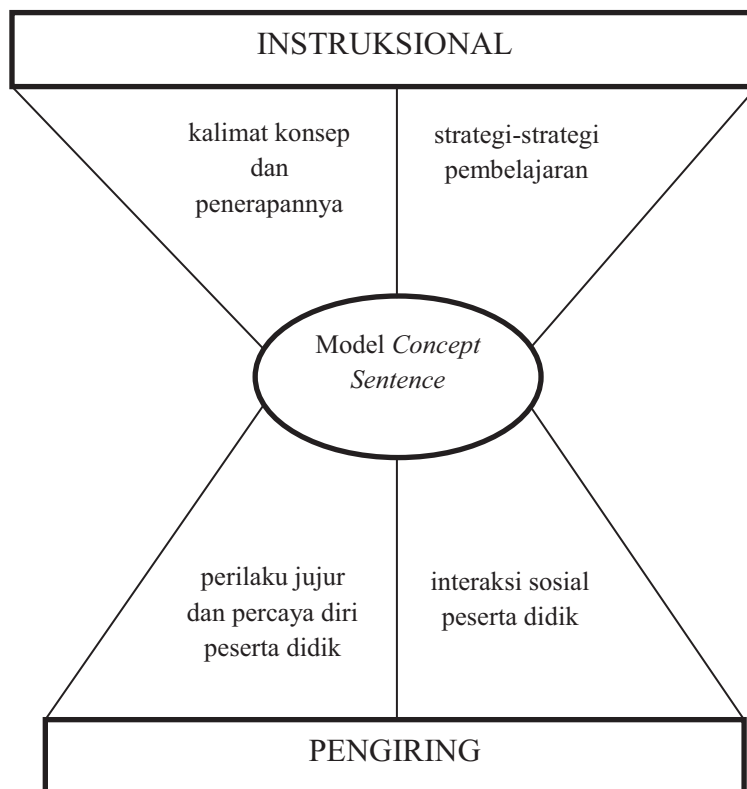 INSTRUKSIONAL
kalimat konsep
dan
penerapannya
strategi-strategi
pembelajaran
Model Concept
Sentence
perilaku jujur
dan percaya diri
peserta didik
interaksi sosial
peserta didik
PENGIRING